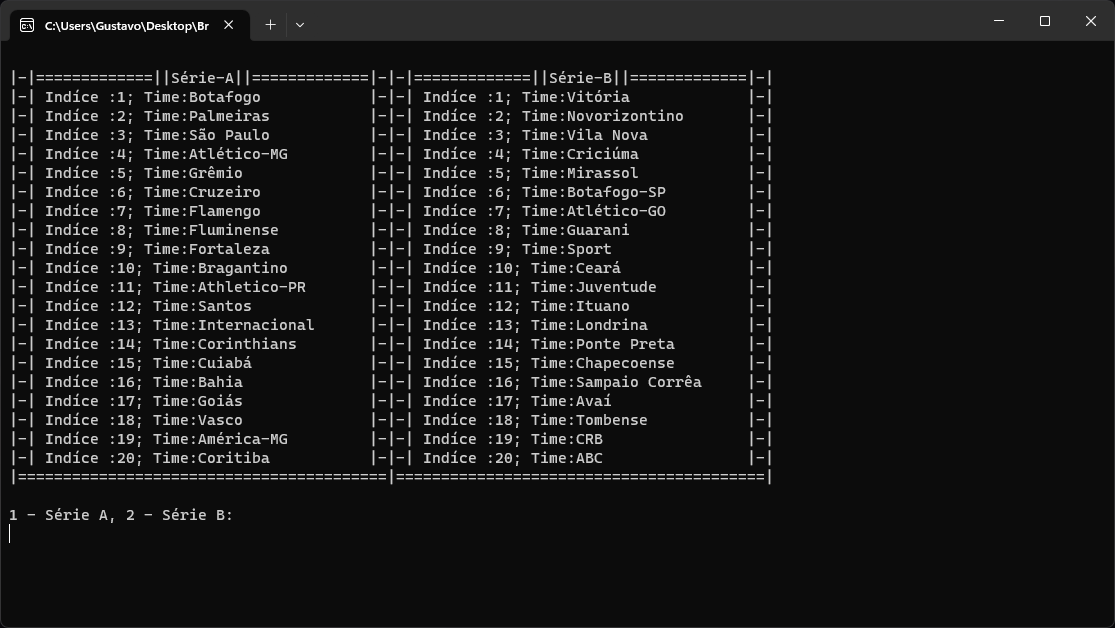 C:\Users\Gustavo\Desktop\Br
|-|=============||Série-A||=============|-|-|=============||Série-B||=============|-|
|-| Indíce :1; Time:Botafogo            |-|-| Indíce :1; Time:Vitória             |-|
|-| Indíce :2; Time:Palmeiras           |-|-| Indíce :2; Time:Novorizontino       |-|
|-| Indíce :3; Time:São Paulo           |-|-| Indíce :3; Time:Vila Nova           |-|
|-| Indíce :4; Time:Atlético-MG         |-|-| Indíce :4; Time:Criciúma            |-|
|-| Indíce :5; Time:Grêmio              |-|-| Indíce :5; Time:Mirassol            |-|
|-| Indíce :6; Time:Cruzeiro            |-|-| Indíce :6; Time:Botafogo-SP         |-|
|-| Indíce :7; Time:Flamengo            |-|-| Indíce :7; Time:Atlético-GO         |-|
|-| Indíce :8; Time:Fluminense          |-|-| Indíce :8; Time:Guarani             |-|
|-| Indíce :9; Time:Fortaleza           |-|-| Indíce :9; Time:Sport               |-|
|-| Indíce :10; Time:Bragantino         |-|-| Indíce :10; Time:Ceará              |-|
|-| Indíce :11; Time:Athletico-PR       |-|-| Indíce :11; Time:Juventude          |-|
|-| Indíce :12; Time:Santos             |-|-| Indíce :12; Time:Ituano             |-|
|-| Indíce :13; Time:Internacional      |-|-| Indíce :13; Time:Londrina           |-|
|-| Indíce :14; Time:Corinthians        |-|-| Indíce :14; Time:Ponte Preta        |-|
|-| Indíce :15; Time:Cuiabá             |-|-| Indíce :15; Time:Chapecoense        |-|
|-| Indíce :16; Time:Bahia              |-|-| Indíce :16; Time:Sampaio Corrêa     |-|
|-| Indíce :17; Time:Goiás              |-|-| Indíce :17; Time:Avaí               |-|
|-| Indíce :18; Time:Vasco              |-|-| Indíce :18; Time:Tombense           |-|
|-| Indíce :19; Time:América-MG         |-|-| Indíce :19; Time:CRB                |-|
|-| Indíce :20; Time:Coritiba           |-|-| Indíce :20; Time:ABC                |-|
|=========================================|=========================================|
1 - Série A, 2 - Série B: